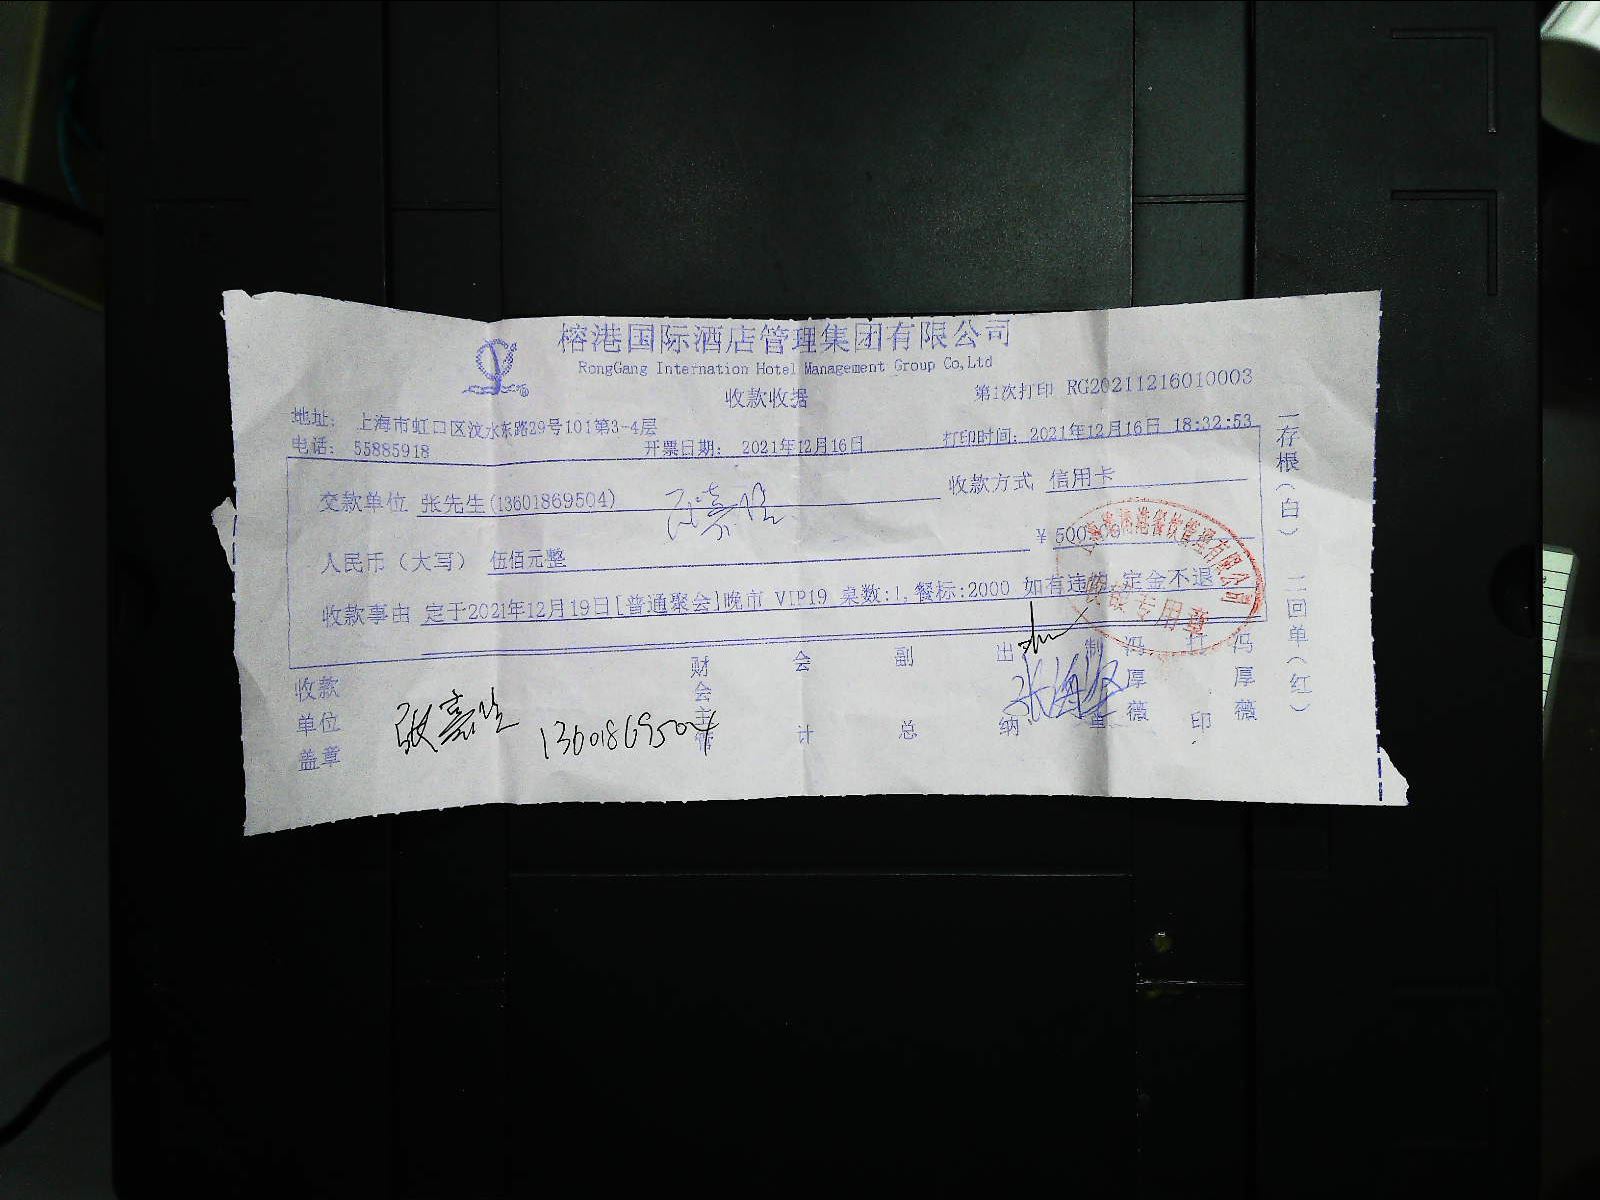 榕港国际酒店管理集团有限公司
RongGang Internation Hotel Management Group Co,Ltd
收款收据
第1次打印 RG20211216010003
地址： 上海市虹口区汶水东路29号101第3-4层
电话： 55885918
开票日期： 2021年12月16日
打印时间： 2021年12月16日 18:32:53
交款单位 张先生(13601869504)
收款方式 信用卡
人民币（大写） 伍佰元整
¥ 500
收款事由 定于2021年12月19日[普通聚会]晚市 VIP19 桌数:1,餐标:2000 如有违约 定金不退
收款单位盖章
13601869504
财会主管
会计
副总
出纳
制单
冯厚薇
打印
冯厚薇
一存根（白）
二回单（红）
专用章